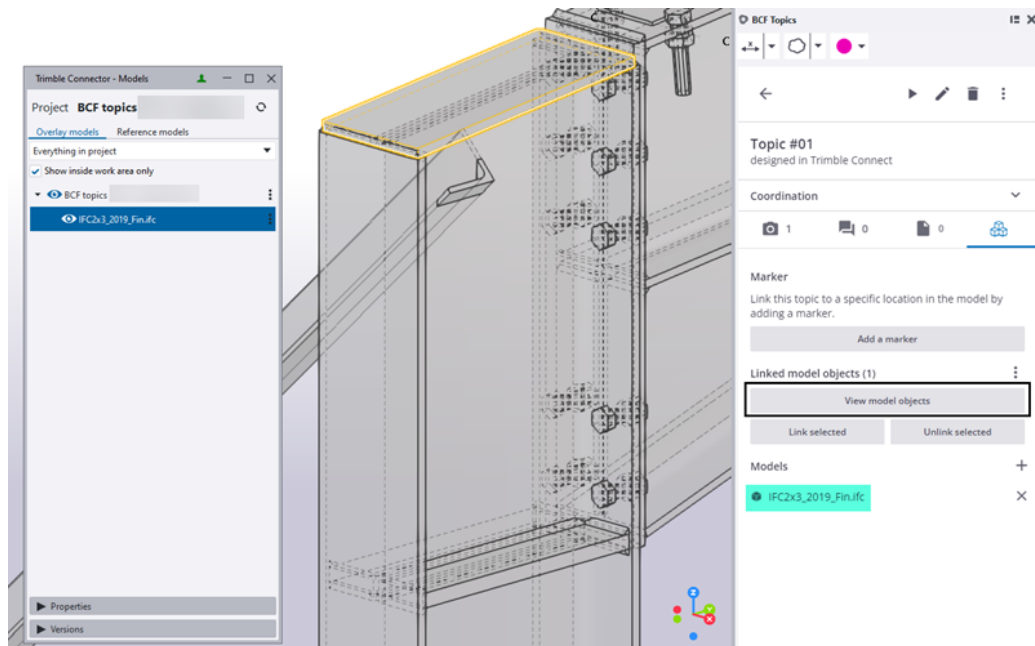 Trimble Connector - Models
Project BCF topics
Overlay models Reference models
Everything in project
Show inside work area only
BCF topics
IFC2x3_2019_Fin.ifc
Properties
Versions
C
C
Z
Y
X
BCF Topics
x
Topic #01
designed in Trimble Connect
Coordination
1
0
0
Marker
Link this topic to a specific location in the model by
adding a marker.
Add a marker
Linked model objects (1)
View model objects
Link selected Unlink selected
Models
IFC2x3_2019_Fin.ifc